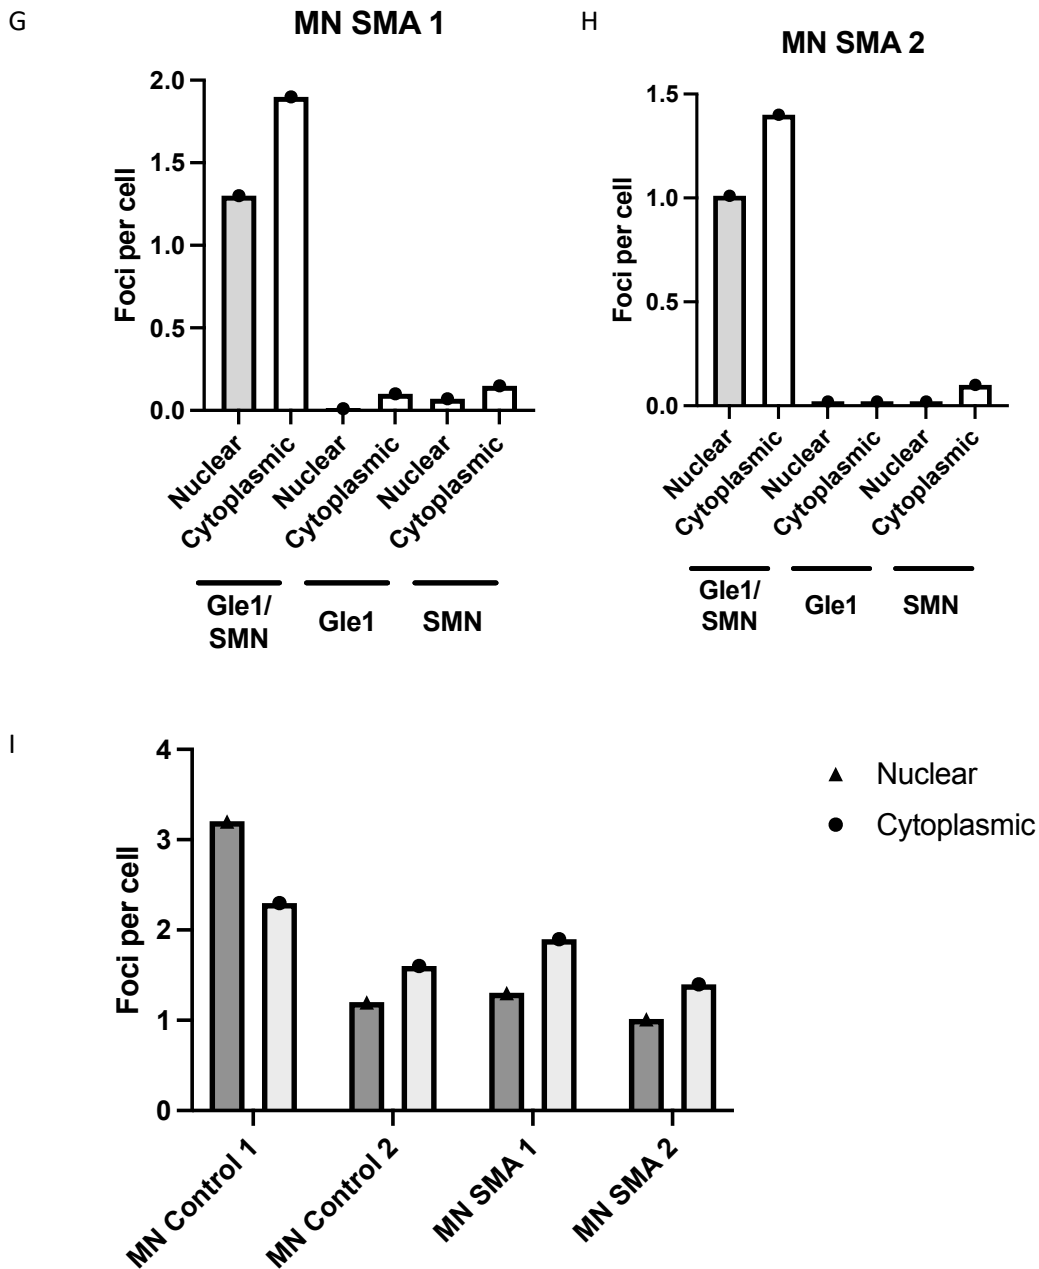 G
MN SMA 1
Foci per cell
2.0
1.5
1.0
0.5
0.0
Nuclear
Cytoplasmic
Nuclear
Cytoplasmic
Nuclear
Cytoplasmic
Gle1/
SMN
Gle1
SMN
H
MN SMA 2
Foci per cell
1.5
1.0
0.5
0.0
Nuclear
Cytoplasmic
Nuclear
Cytoplasmic
Nuclear
Cytoplasmic
Gle1/
SMN
Gle1
SMN
I
Foci per cell
4
3
2
1
0
MN Control 1
MN Control 2
MN SMA 1
MN SMA 2
Nuclear
Cytoplasmic